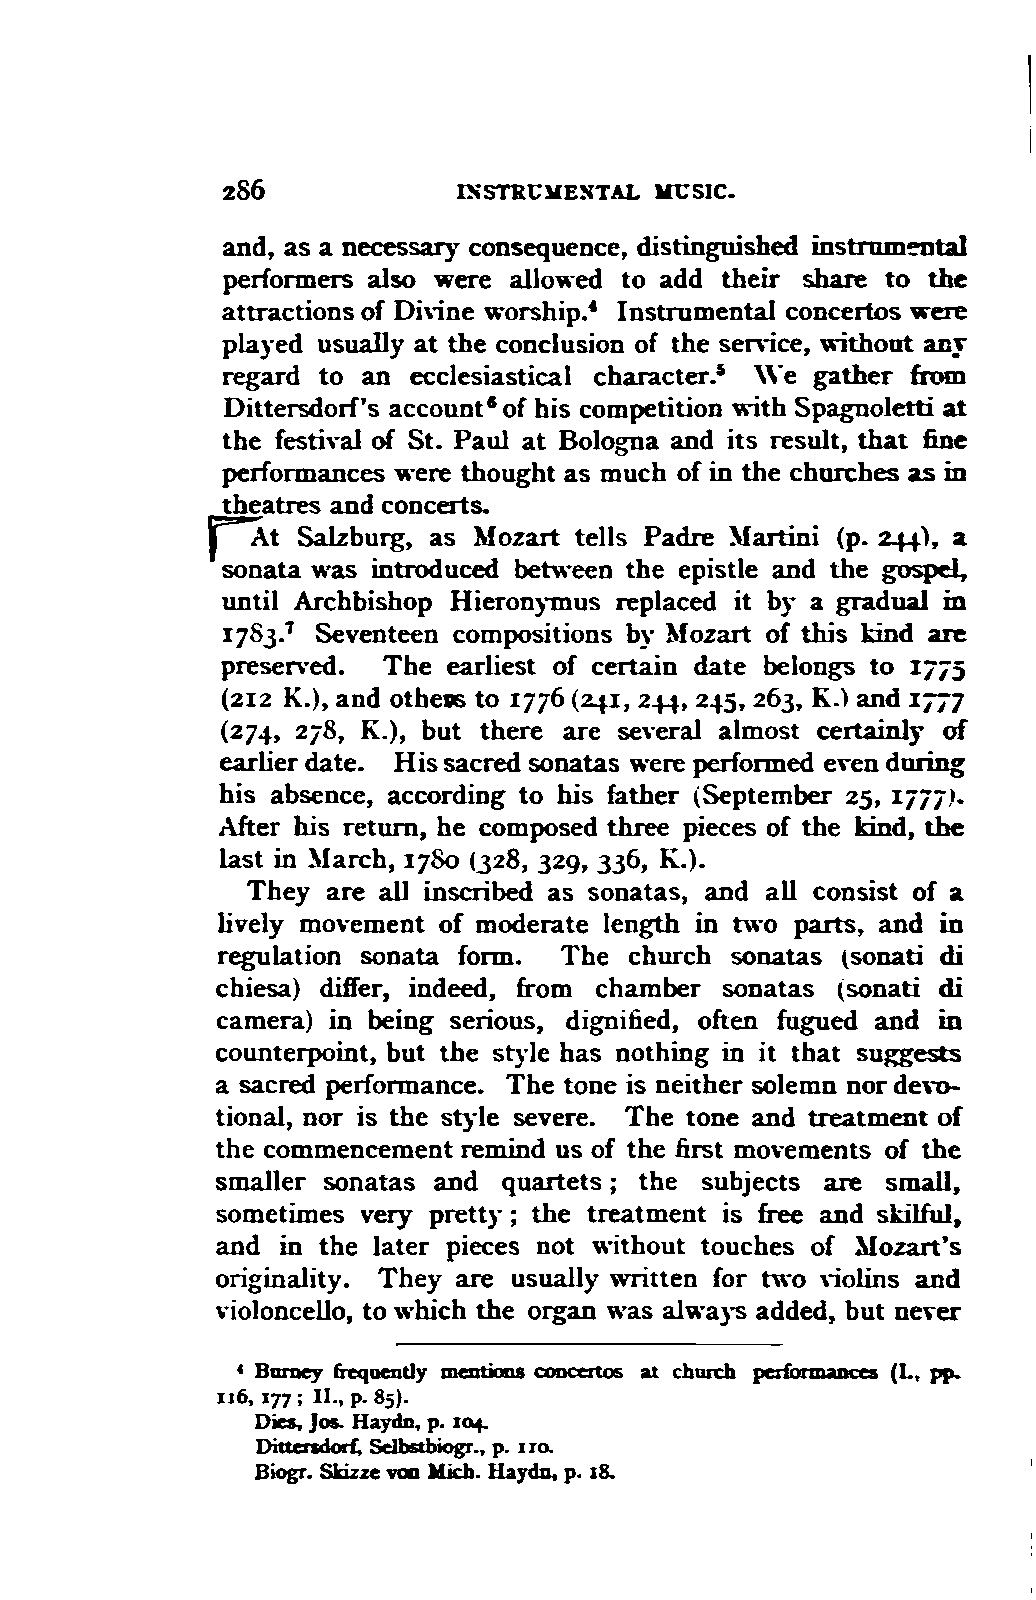 286 INSTRUMENTAL MUSIC.
and, as a necessary consequence, distinguished instrumental
performers also were allowed to add their share to the
attractions of Divine worship.⁴ Instrumental concertos were
played usually at the conclusion of the service, without any
regard to an ecclesiastical character.⁵ We gather from
Dittersdorf's account⁶ of his competition with Spagnoletti at
the festival of St. Paul at Bologna and its result, that fine
performances were thought as much of in the churches as in
theatres and concerts.
At Salzburg, as Mozart tells Padre Martini (p. 244), a
sonata was introduced between the epistle and the gospel,
until Archbishop Hieronymus replaced it by a gradual in
1783.⁷ Seventeen compositions by Mozart of this kind are
preserved. The earliest of certain date belongs to 1775
(212 K.), and others to 1776 (241, 244, 245, 263, K.) and 1777
(274, 278, K.), but there are several almost certainly of
earlier date. His sacred sonatas were performed even during
his absence, according to his father (September 25, 1777).
After his return, he composed three pieces of the kind, the
last in March, 1780 (328, 329, 336, K.).
They are all inscribed as sonatas, and all consist of a
lively movement of moderate length in two parts, and in
regulation sonata form. The church sonatas (sonati di
chiesa) differ, indeed, from chamber sonatas (sonati di
camera) in being serious, dignified, often fugued and in
counterpoint, but the style has nothing in it that suggests
a sacred performance. The tone is neither solemn nor devo-
tional, nor is the style severe. The tone and treatment of
the commencement remind us of the first movements of the
smaller sonatas and quartets; the subjects are small,
sometimes very pretty; the treatment is free and skilful,
and in the later pieces not without touches of Mozart's
originality. They are usually written for two violins and
violoncello, to which the organ was always added, but never
⁴ Burney frequently mentions concertos at church performances (I., pp.
116, 177; II., p. 85).
Dies, Jos. Haydn, p. 104.
Dittersdorf, Selbstbiogr., p. 110.
Biogr. Skizze von Mich. Haydn, p. 18.